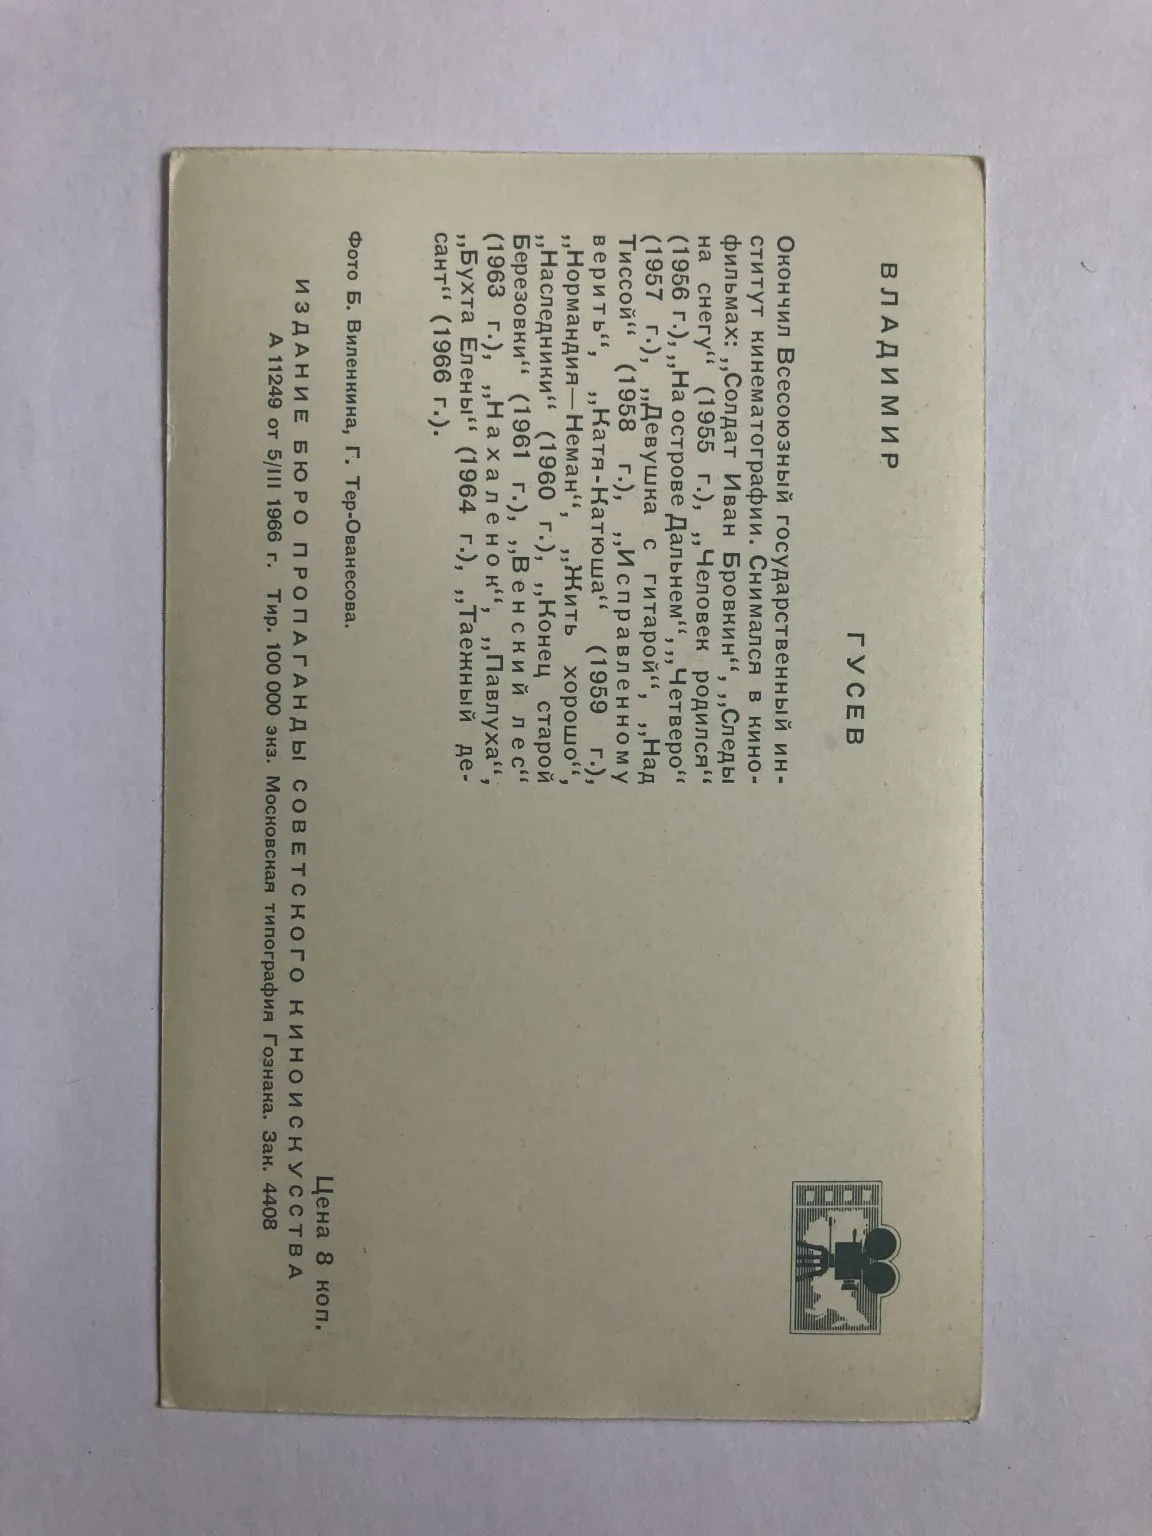 ВЛАДИМИР
ГУСЕВ
Окончил Всесоюзный государственный ин-
ститут кинематографии. Снимался в кино-
фильмах: „Солдат Иван Бровкин“, „Следы
на снегу“ (1955 г.), „Человек родился“
(1956 г.), „На острове Дальнем“, „Четверо“
(1957 г.), „Девушка с гитарой“, „Над
Тиссой“ (1958 г.), „Исправленному
верить“, „Катя-Катюша“ (1959 г.),
„Нормандия—Неман“, „Жить хорошо“,
„Наследники“ (1960 г.), „Конец старой
Березовки“ (1961 г.), „Венский лес“
(1963 г.), „Нахаленок“, „Павлуха“,
„Бухта Елены“ (1964 г.), „Таежный де-
сант“ (1966 г.).
Фото Б. Виленкина, Г. Тер-Ованесова.
Цена 8 коп.
ИЗДАНИЕ БЮРО ПРОПАГАНДЫ СОВЕТСКОГО КИНОИСКУССТВА
А 11249 от 5/III 1966 г. Тир. 100 000 экз. Московская типография Гознака. Зак. 4408